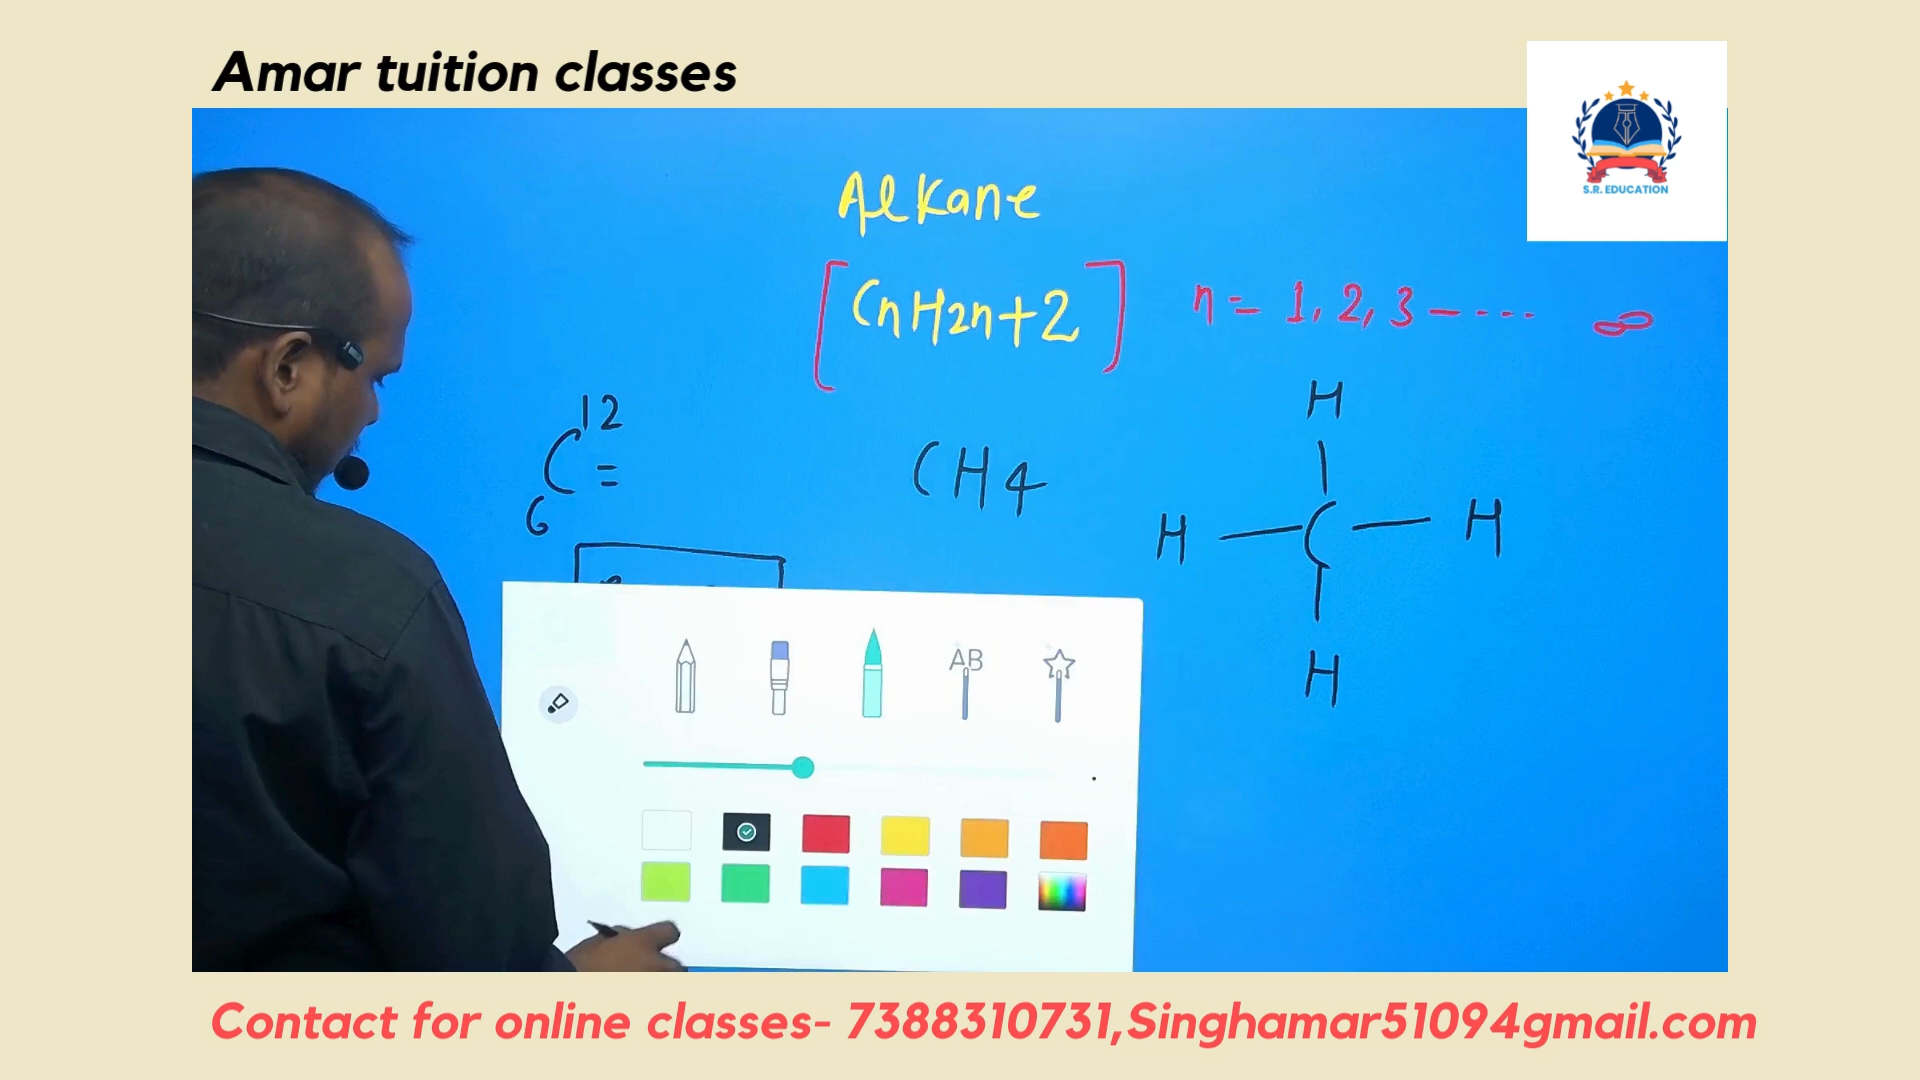 Amar tuition classes
S.R. EDUCATION
Alkane
[CnH2n+2] n = 1, 2, 3 ----- ∞
12
C =
6
CH4
H
H — C — H
H
AB
Contact for online classes- 7388310731,Singhamar51094gmail.com